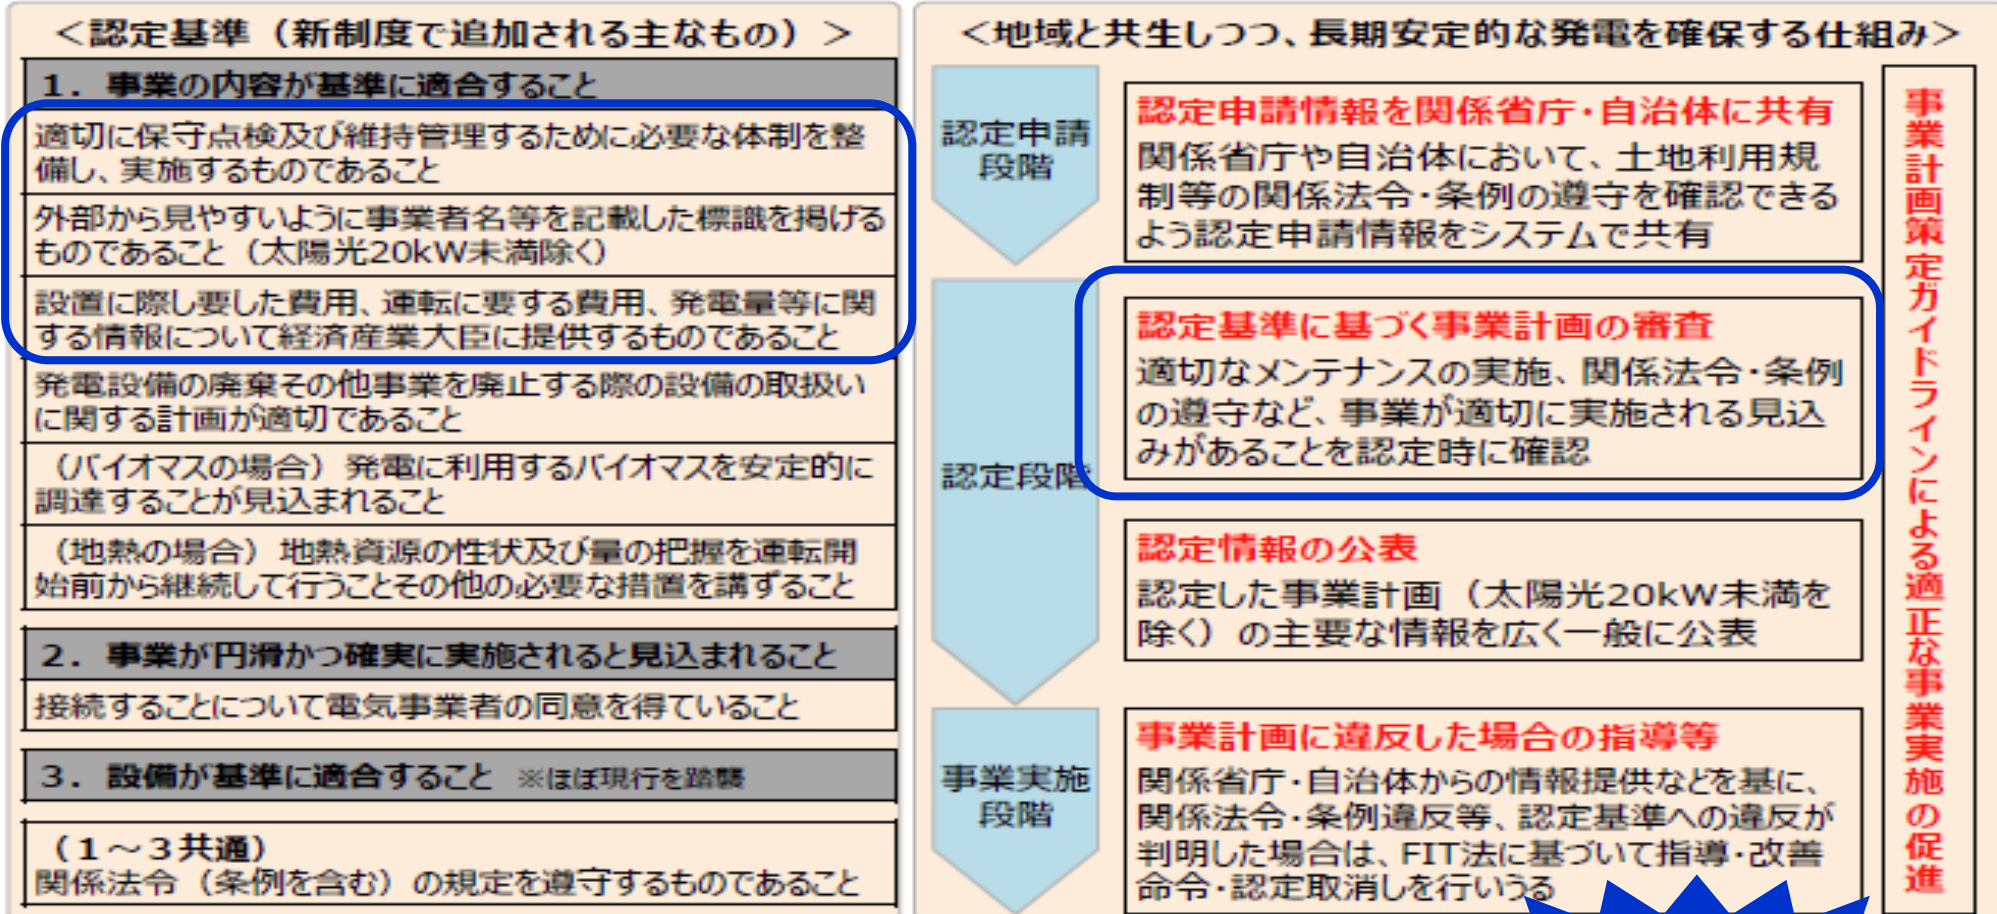 ＜認定基準（新制度で追加される主なもの）＞
1．事業の内容が基準に適合すること
適切に保守点検及び維持管理するために必要な体制を整
備し、実施するものであること
外部から見やすいように事業者名等を記載した標識を掲げる
ものであること（太陽光20kW未満除く）
設置に際し要した費用、運転に要する費用、発電量等に関
する情報について経済産業大臣に提供するものであること
発電設備の廃棄その他事業を廃止する際の設備の取扱い
に関する計画が適切であること
（バイオマスの場合）発電に利用するバイオマスを安定的に
調達することが見込まれること
（地熱の場合）地熱資源の性状及び量の把握を運転開
始前から継続して行うことその他の必要な措置を講ずること
2．事業が円滑かつ確実に実施されると見込まれること
接続することについて電気事業者の同意を得ていること
3．設備が基準に適合すること ※ほぼ現行を踏襲
（1～3共通）
関係法令（条例を含む）の規定を遵守するものであること
＜地域と共生しつつ、長期安定的な発電を確保する仕組み＞
認定申請
段階
認定申請情報を関係省庁・自治体に共有
関係省庁や自治体において、土地利用規
制等の関係法令・条例の遵守を確認できる
よう認定申請情報をシステムで共有
認定段階
認定基準に基づく事業計画の審査
適切なメンテナンスの実施、関係法令・条例
の遵守など、事業が適切に実施される見込
みがあることを認定時に確認
認定情報の公表
認定した事業計画（太陽光20kW未満を
除く）の主要な情報を広く一般に公表
事業実施
段階
事業計画に違反した場合の指導等
関係省庁・自治体からの情報提供などを基に、
関係法令・条例違反等、認定基準への違反が
判明した場合は、FIT法に基づいて指導・改善
命令・認定取消しを行いうる
事業計画策定ガイドラインによる適正な事業実施の促進